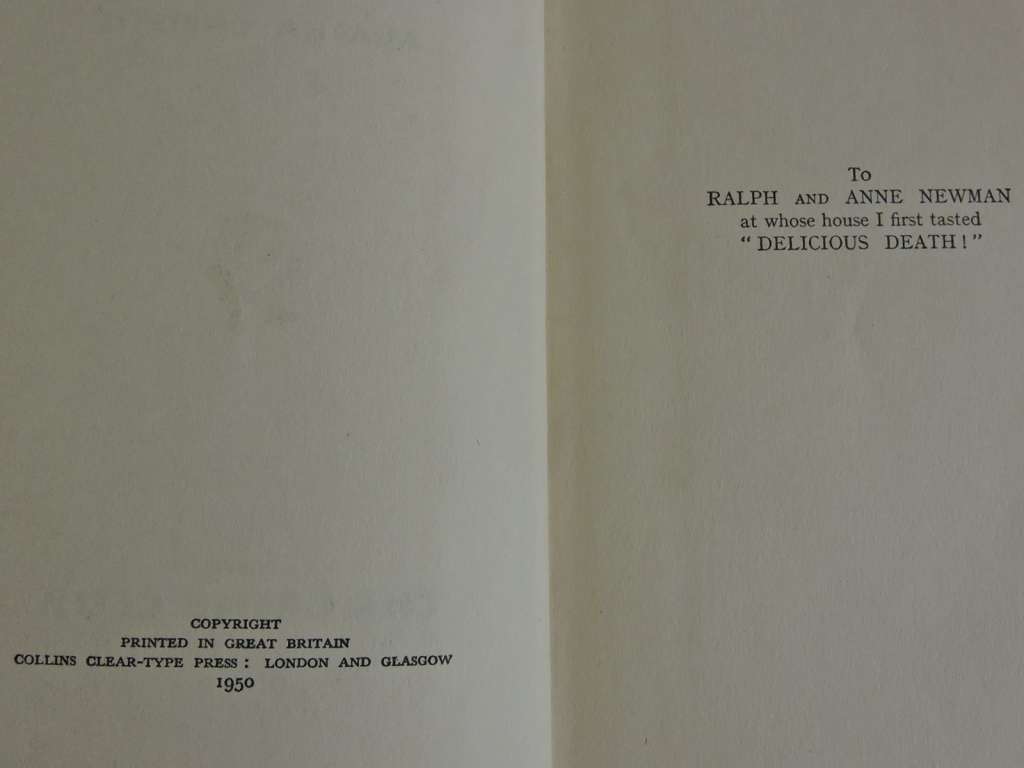 COPYRIGHT
PRINTED IN GREAT BRITAIN
COLLINS CLEAR-TYPE PRESS : LONDON AND GLASGOW
1950
To
RALPH AND ANNE NEWMAN
at whose house I first tasted
“ DELICIOUS DEATH ! ”